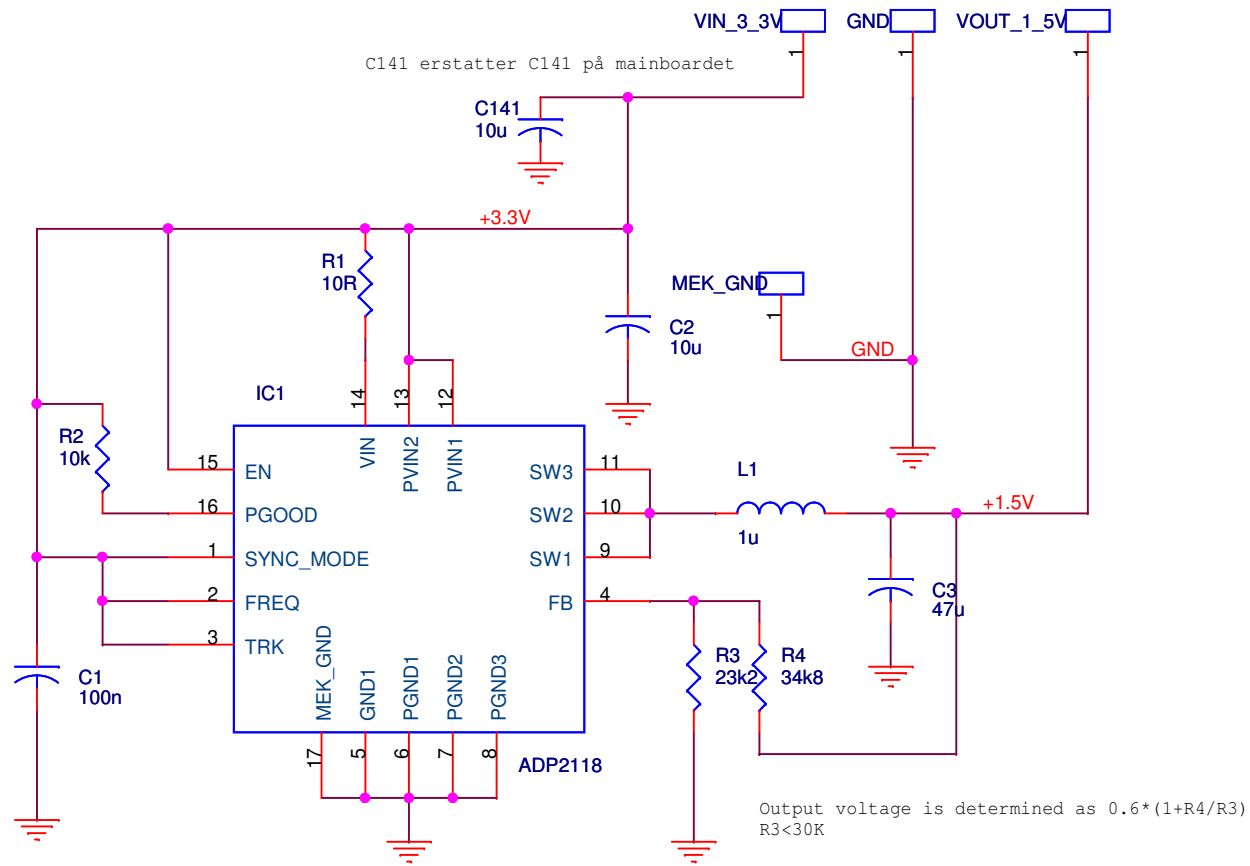 VIN_3_3V
GND
VOUT_1_5V
1
1
1
C141 erstatter C141 på mainboardet
C141
10u
+3.3V
R1
10R
MEK_GND
1
C2
10u
GND
IC1
14
13
12
VIN
PVIN2
PVIN1
R2
10k
15
EN
16
PGOOD
1
SYNC_MODE
2
FREQ
3
TRK
SW3
11
SW2
10
SW1
9
FB
4
L1
1u
+1.5V
C3
47u
R3
23k2
R4
34k8
C1
100n
MEK_GND
GND1
PGND1
PGND2
PGND3
17
5
6
7
8
ADP2118
Output voltage is determined as 0.6*(1+R4/R3)
R3<30K